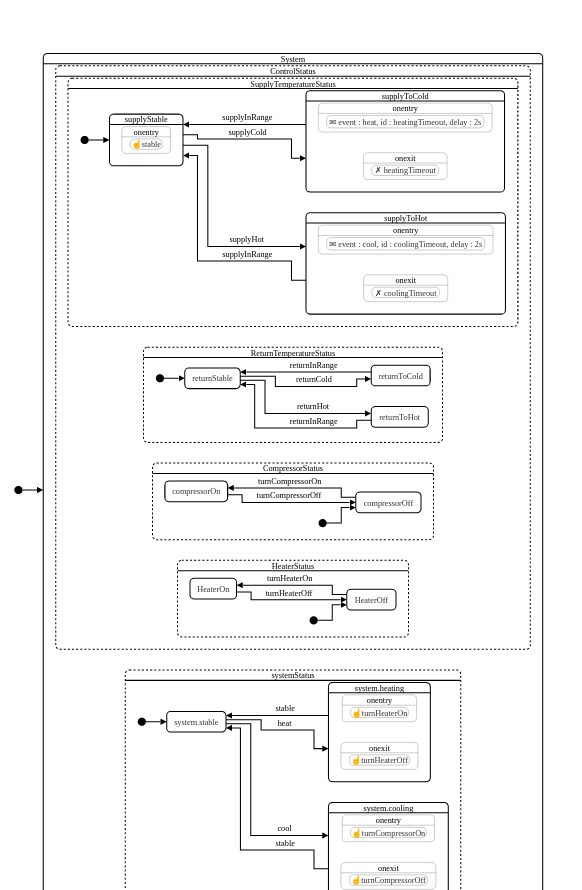 System
ControlStatus
SupplyTemperatureStatus
supplyToCold
onentry
✉ event : heat, id : heatingTimeout, delay : 2s
onexit
✗ heatingTimeout
supplyStable
onentry
☝ stable
supplyInRange
supplyCold
supplyToHot
onentry
✉ event : cool, id : coolingTimeout, delay : 2s
onexit
✗ coolingTimeout
supplyHot
supplyInRange
ReturnTemperatureStatus
returnInRange
returnStable
returnCold
returnToCold
returnHot
returnInRange
returnToHot
CompressorStatus
turnCompressorOn
compressorOn
turnCompressorOff
compressorOff
HeaterStatus
turnHeaterOn
HeaterOn
turnHeaterOff
HeaterOff
systemStatus
system.heating
onentry
☝ turnHeaterOn
onexit
☝ turnHeaterOff
stable
system.stable
heat
system.cooling
onentry
☝ turnCompressorOn
onexit
☝ turnCompressorOff
cool
stable